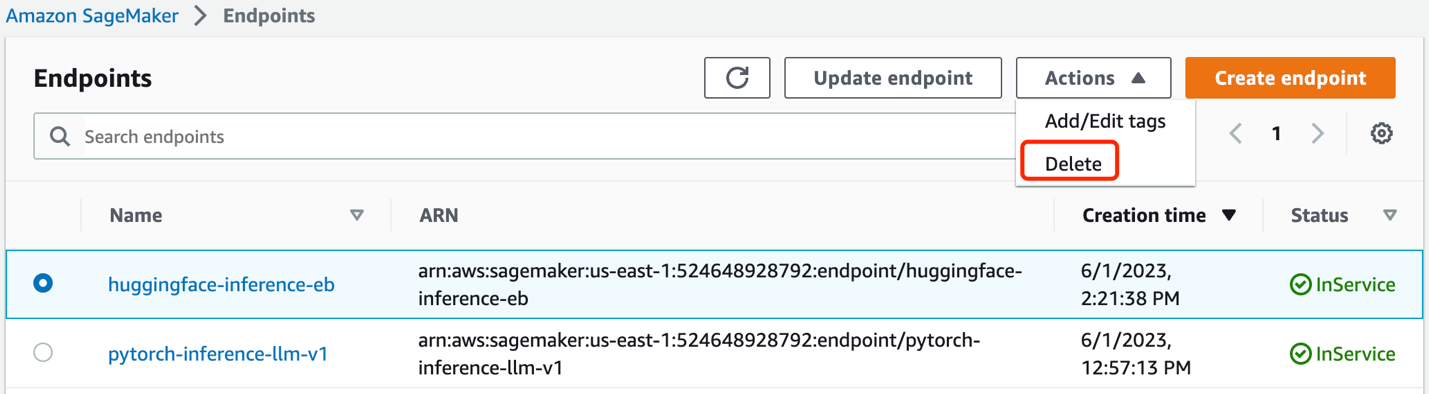 Amazon SageMaker > Endpoints
Endpoints
Update endpoint
Actions
Create endpoint
Search endpoints
Add/Edit tags
1
Delete
Name
ARN
Creation time
Status
huggingface-inference-eb
arn:aws:sagemaker:us-east-1:524648928792:endpoint/huggingface-
inference-eb
6/1/2023,
2:21:38 PM
InService
pytorch-inference-llm-v1
arn:aws:sagemaker:us-east-1:524648928792:endpoint/pytorch-
inference-llm-v1
6/1/2023,
12:57:13 PM
InService